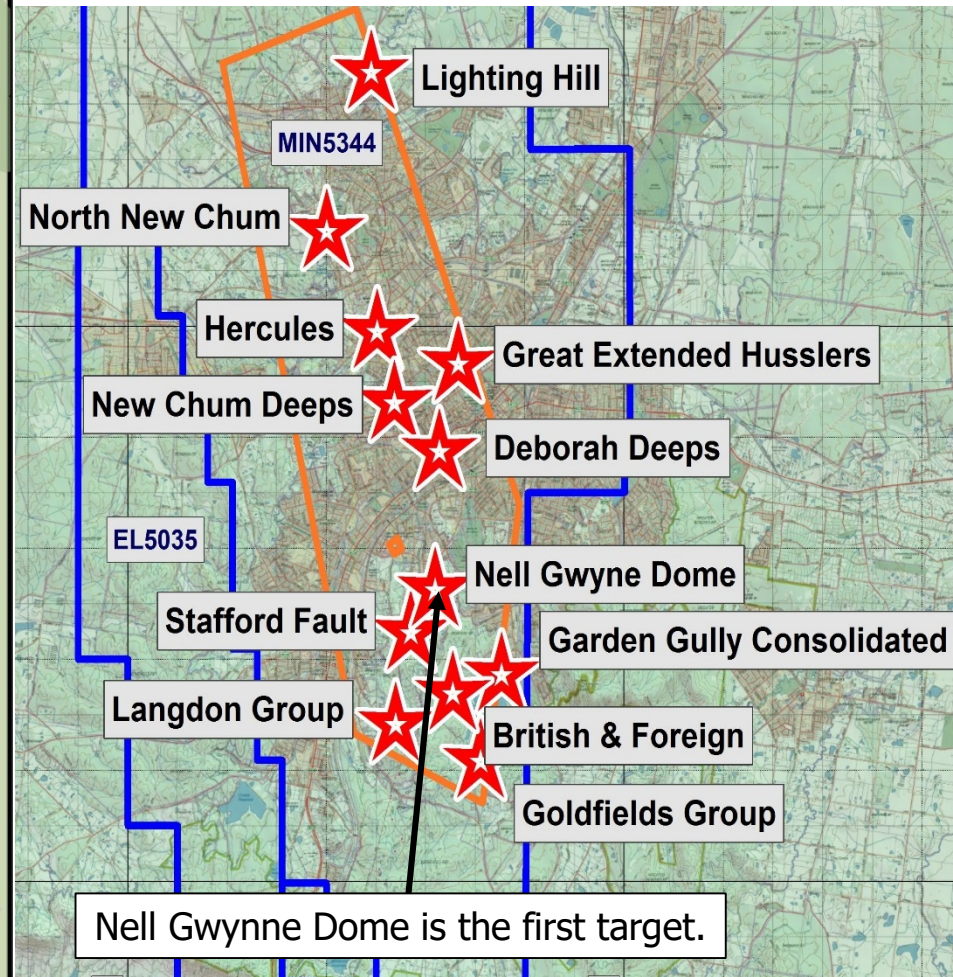 Lighting Hill
MIN5344
North New Chum
Hercules
Great Extended Husslers
New Chum Deeps
Deborah Deeps
EL5035
Nell Gwyne Dome
Stafford Fault
Garden Gully Consolidated
Langdon Group
British & Foreign
Goldfields Group
Nell Gwynne Dome is the first target.